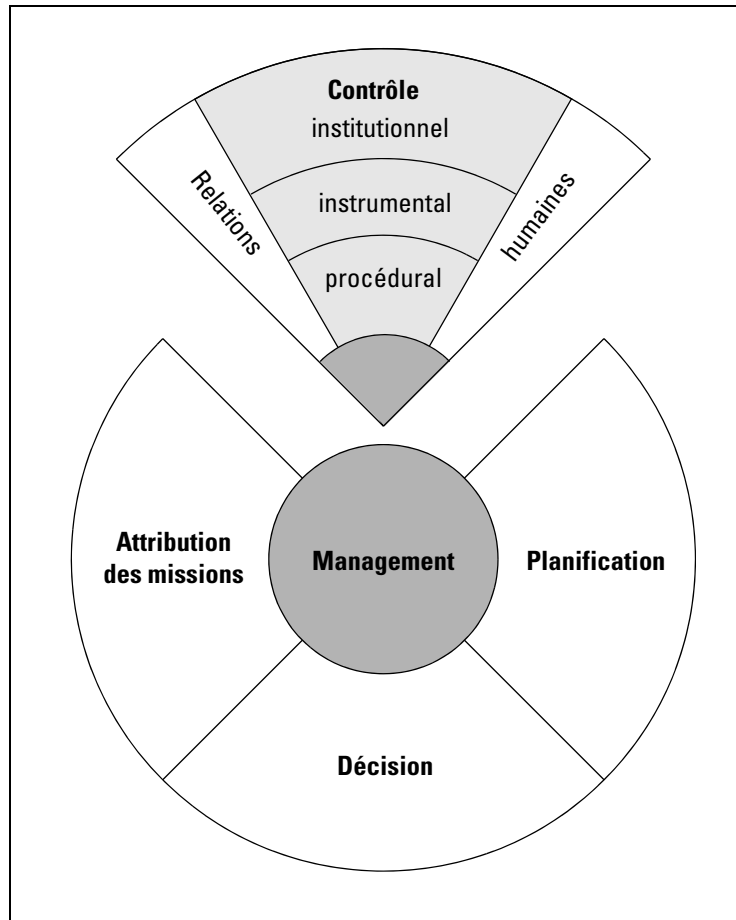 Contrôle
institutionnel
Relations
instrumental
humaines
procédural
Attribution
des missions
Management
Planification
Décision